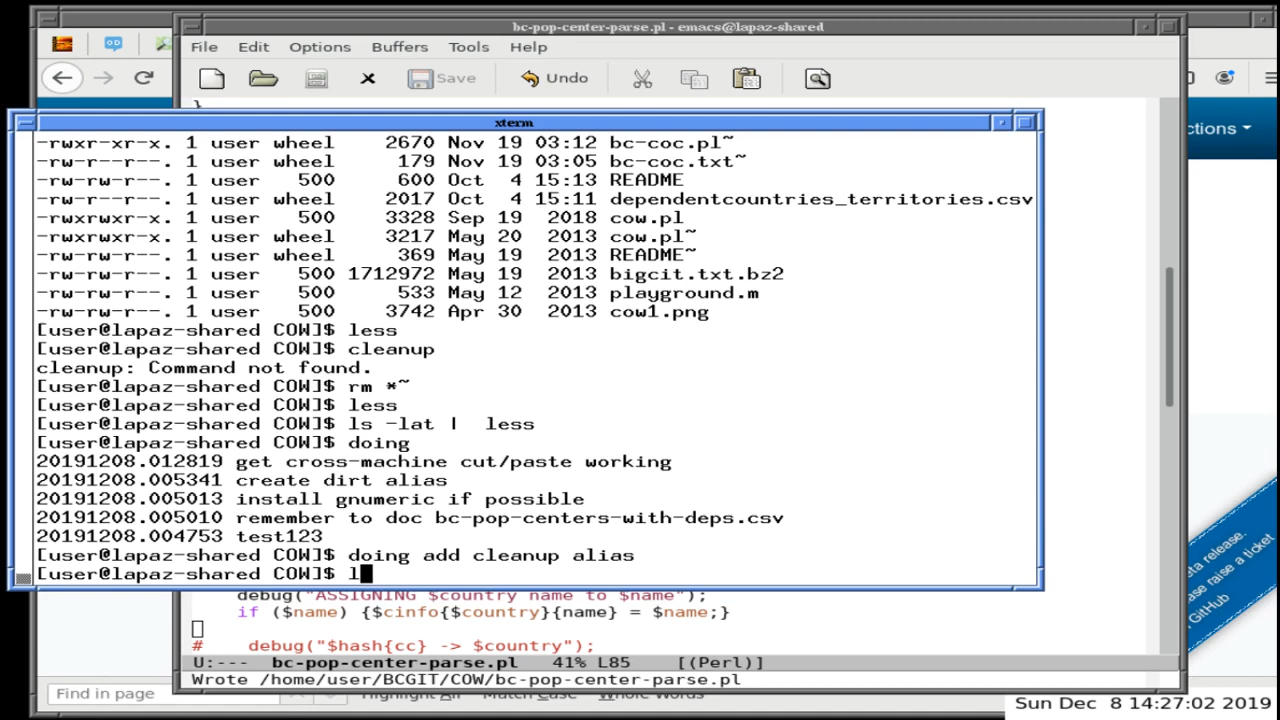 bc-pop-center-parse.pl - emacs@lapaz-shared
File Edit Options Buffers Tools Help
Save Undo
}
ctions
xterm
-rwxr-xr-x. 1 user wheel 2670 Nov 19 03:12 bc-coc.pl~
-rw-r--r--. 1 user wheel 179 Nov 19 03:05 bc-coc.txt~
-rw-rw-r--. 1 user 500 600 Oct 4 15:13 README
-rw-r--r--. 1 user wheel 2017 Oct 4 15:11 dependentcountries_territories.csv
-rwxrwxr-x. 1 user 500 3328 Sep 19 2018 cow.pl
-rwxrwxr-x. 1 user wheel 3217 May 20 2013 cow.pl~
-rw-rw-r--. 1 user wheel 369 May 19 2013 README~
-rw-rw-r--. 1 user 500 1712972 May 19 2013 bigcit.txt.bz2
-rw-rw-r--. 1 user 500 533 May 12 2013 playground.m
-rw-rw-r--. 1 user 500 3742 Apr 30 2013 cow1.png
[user@lapaz-shared COW]$ less
[user@lapaz-shared COW]$ cleanup
cleanup: Command not found.
[user@lapaz-shared COW]$ rm *~
[user@lapaz-shared COW]$ less
[user@lapaz-shared COW]$ ls -lat | less
[user@lapaz-shared COW]$ doing
20191208.012819 get cross-machine cut/paste working
20191208.005341 create dirt alias
20191208.005013 install gnumeric if possible
20191208.005010 remember to doc bc-pop-centers-with-deps.csv
20191208.004753 test123
[user@lapaz-shared COW]$ doing add cleanup alias
[user@lapaz-shared COW]$ l
debug("ASSIGNING $country name to $name");
if ($name) {$cinfo{$country}{name} = $name;}
# debug("$hash{cc} -> $country");
U:--- bc-pop-center-parse.pl 41% L85 [(Perl)]
Wrote /home/user/BCGIT/COW/bc-pop-center-parse.pl
eta release.
ase raise a ticket
GitHub
Find in page Highlight All Match Case Whole Words
Sun Dec 8 14:27:02 2019